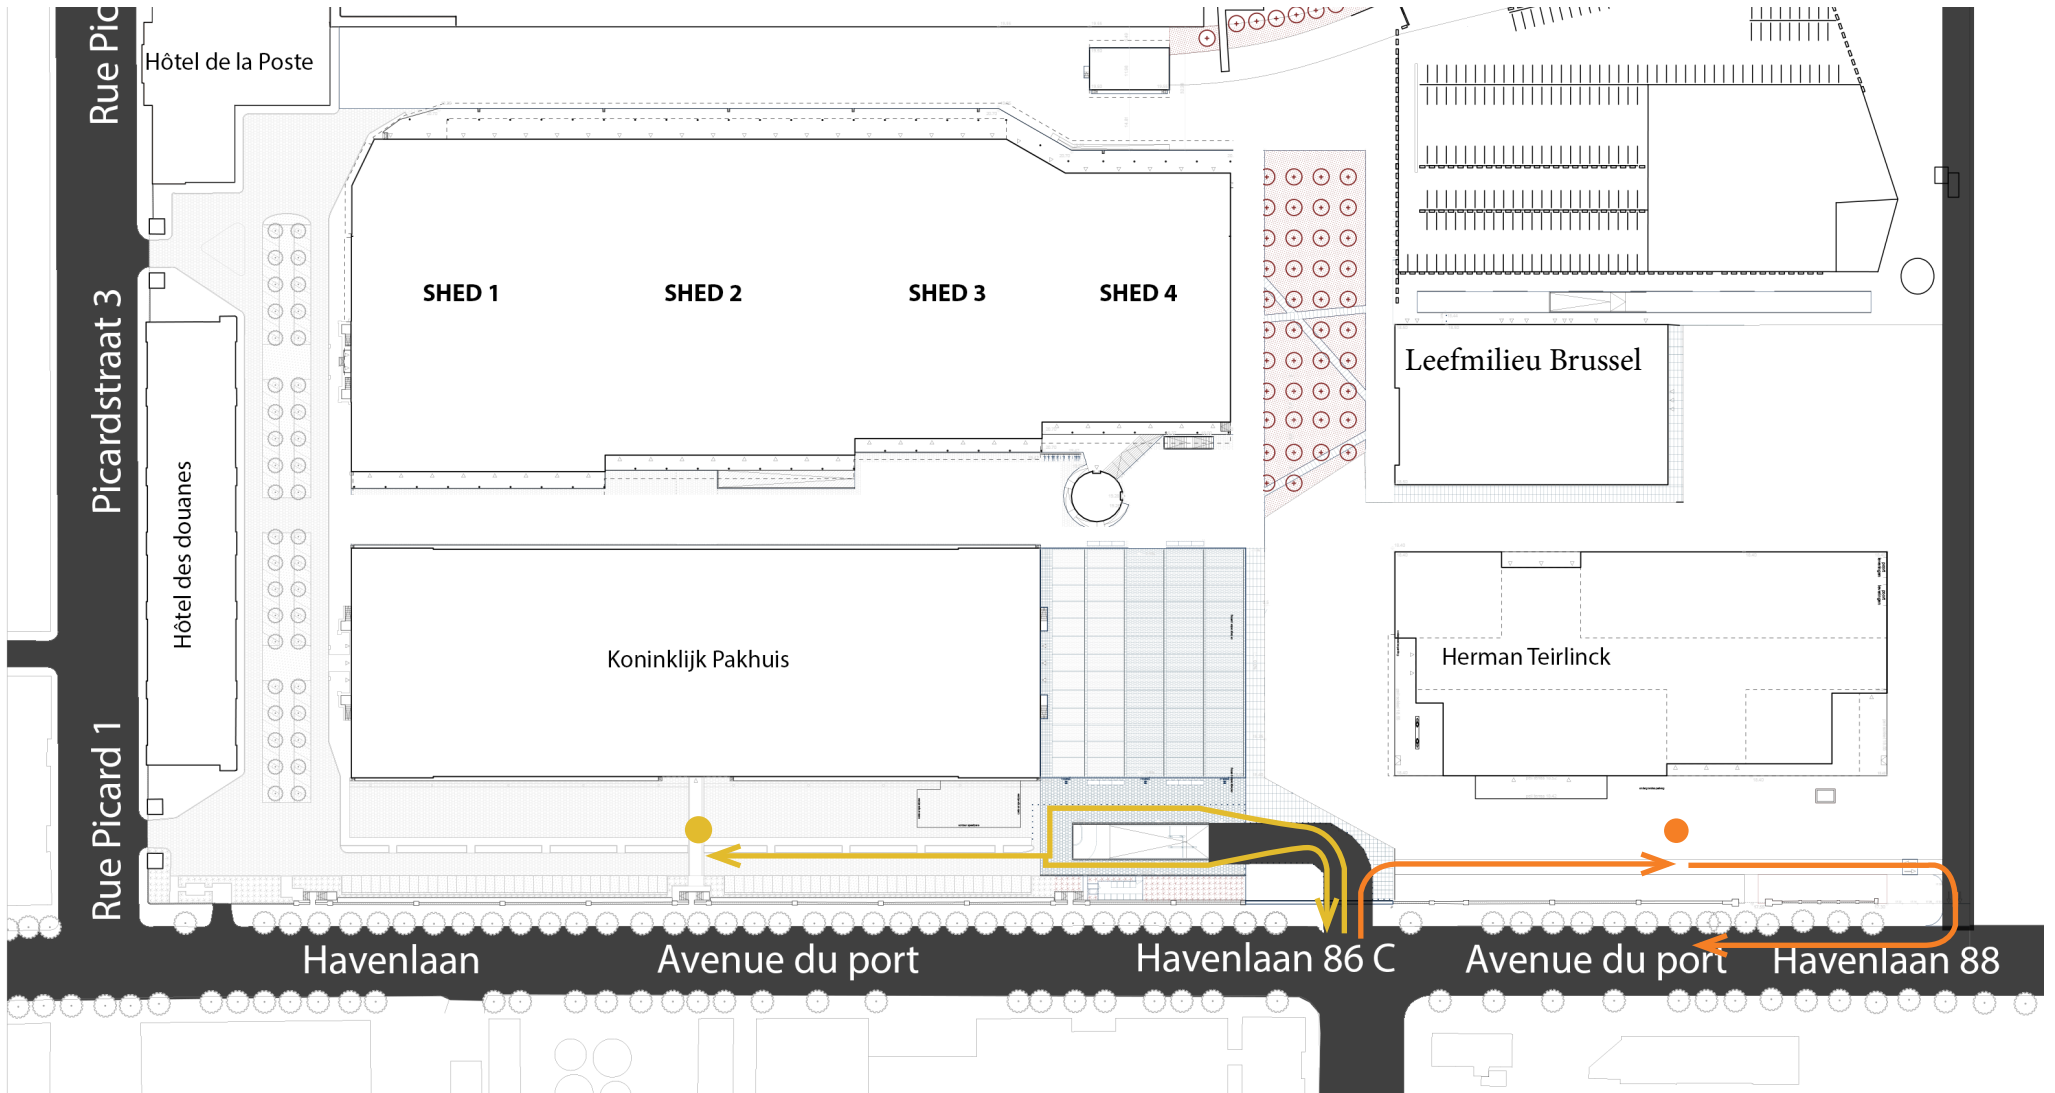 Rue Pic
Hôtel de la Poste
SHED 1
SHED 2
SHED 3
SHED 4
Picardstraat 3
Leefmilieu Brussel
Hôtel des douanes
Koninklijk Pakhuis
Herman Teirlinck
Rue Picard 1
Havenlaan
Avenue du port
Havenlaan 86 C
Avenue du port
Havenlaan 88